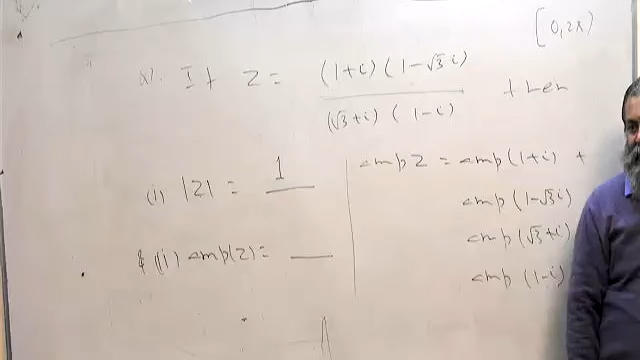 [0,2π)
Q). If z = (1+i)(1-√3i) / (√3+i)(1-i) then
(i) |z| = 1
& (ii) amp(z) = ___
amp z = amp(1+i) +
amp(1-√3i)
amp(√3+i)
amp(1-i)